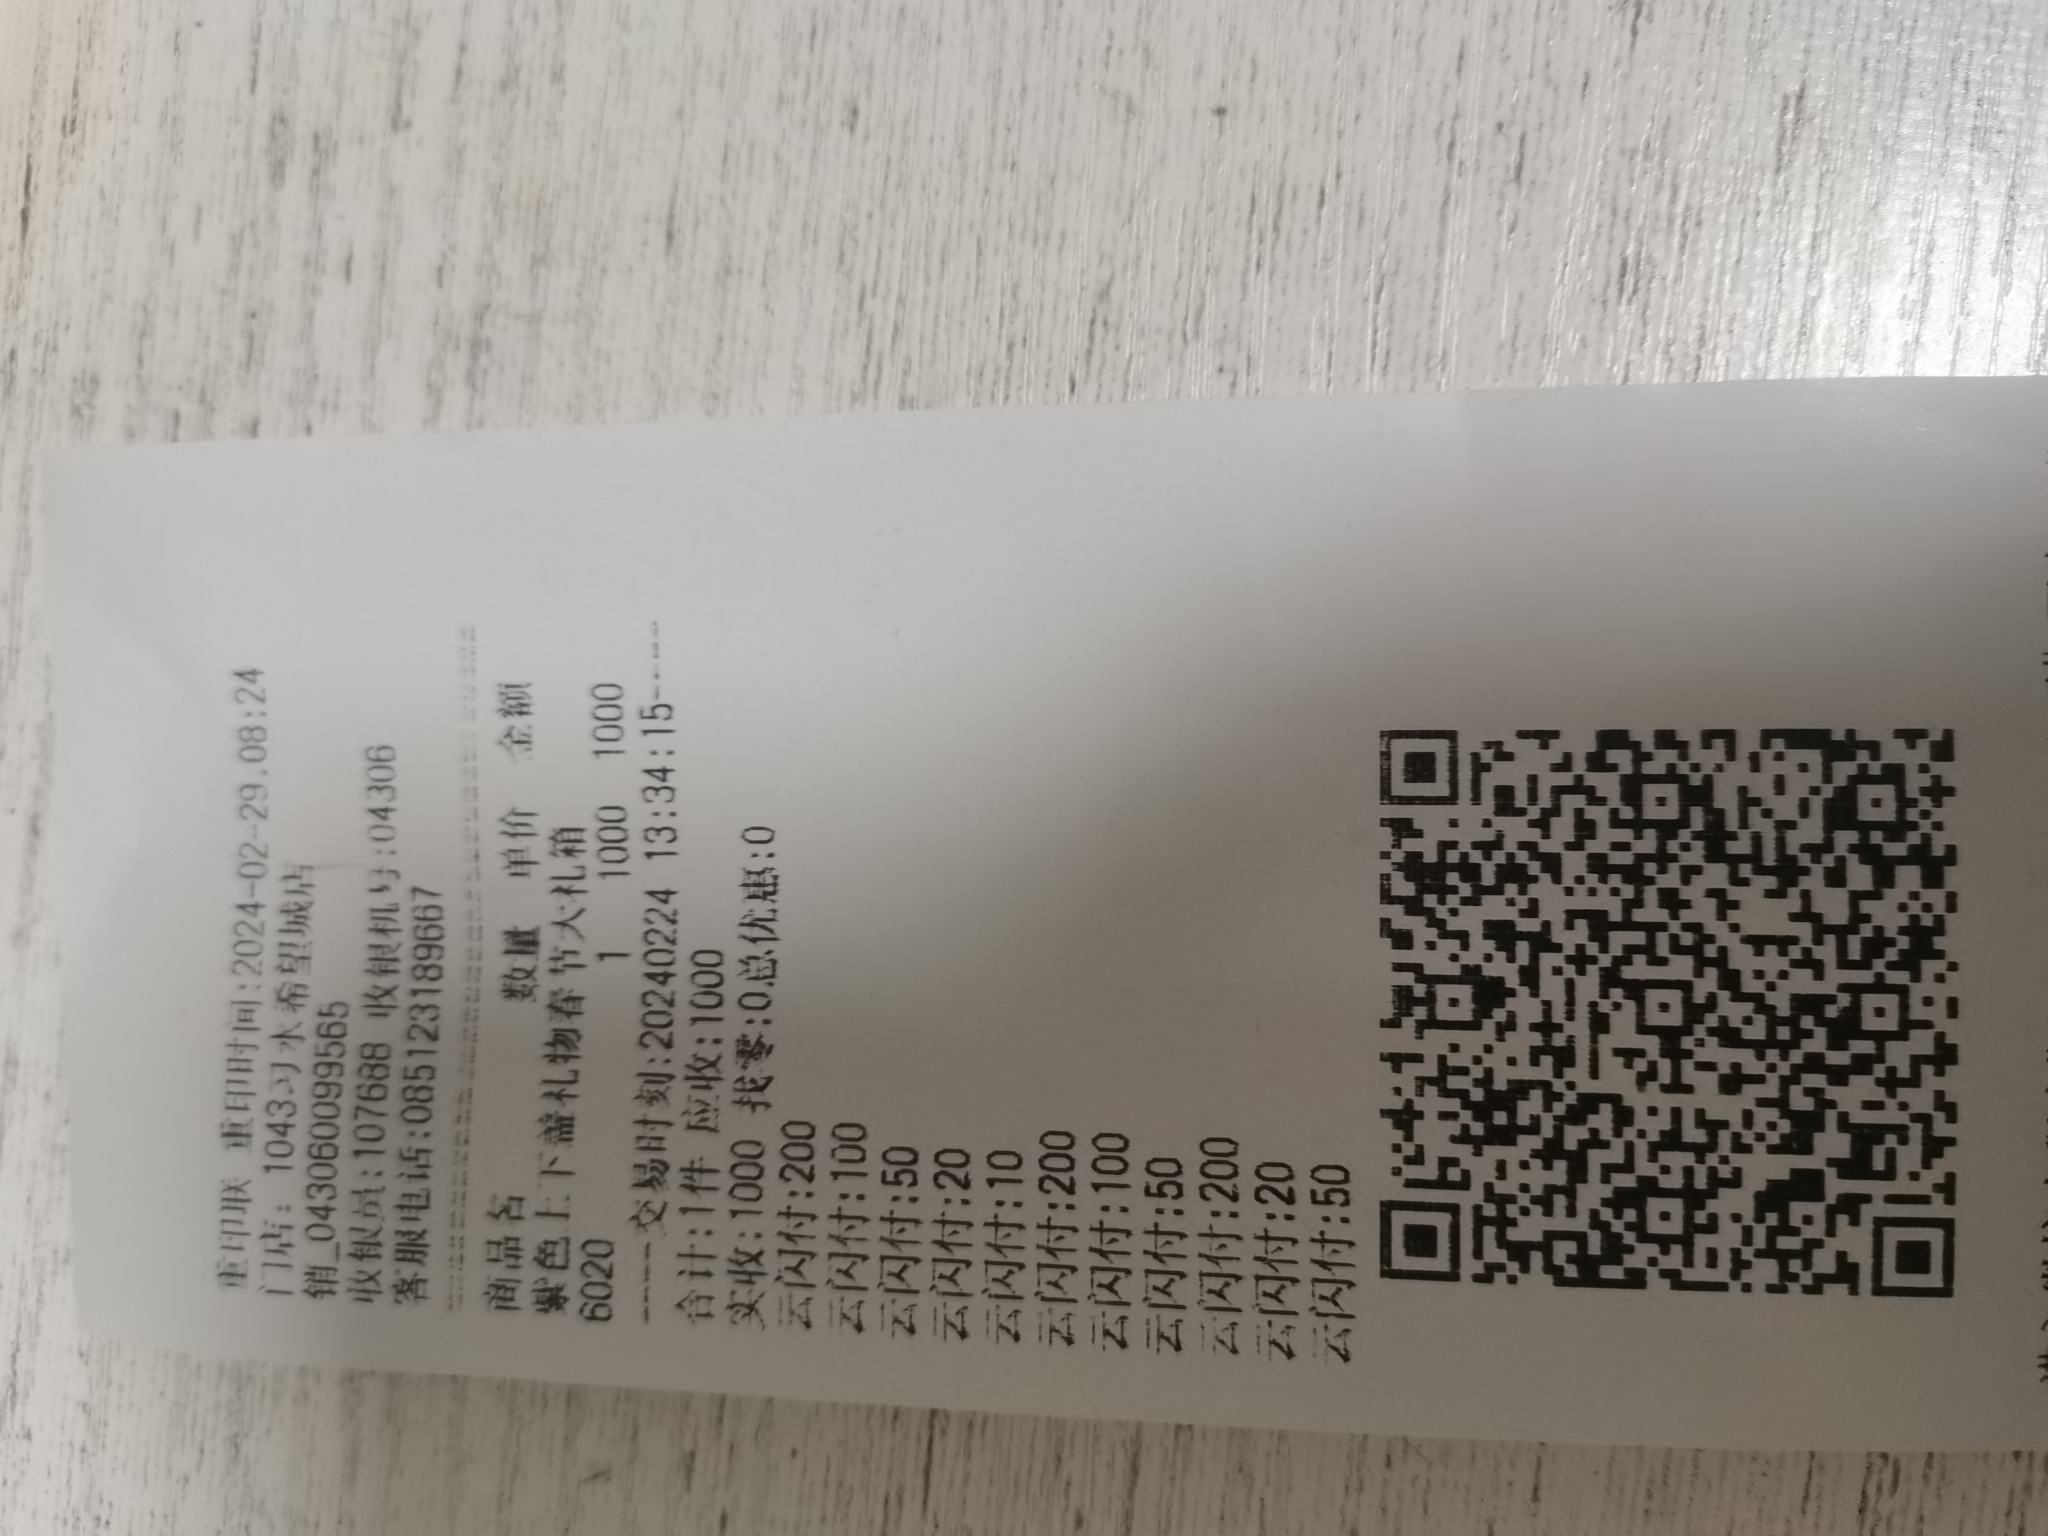 重印联 重印时间:2024-02-29.08:24
门店: 1043习水希望城店
销_043060099565
收银员:107688 收银机号:04306
客服电话:085123189667
商品名 数量 单价 金额
紫色上下盖礼物春节大礼箱
6020 1 1000 1000
-----交易时刻:20240224 13:34:15-----
合计:1件 应收:1000
实收:1000 找零:0总优惠:0
云闪付:200
云闪付:100
云闪付:50
云闪付:20
云闪付:10
云闪付:200
云闪付:100
云闪付:50
云闪付:200
云闪付:20
云闪付:50